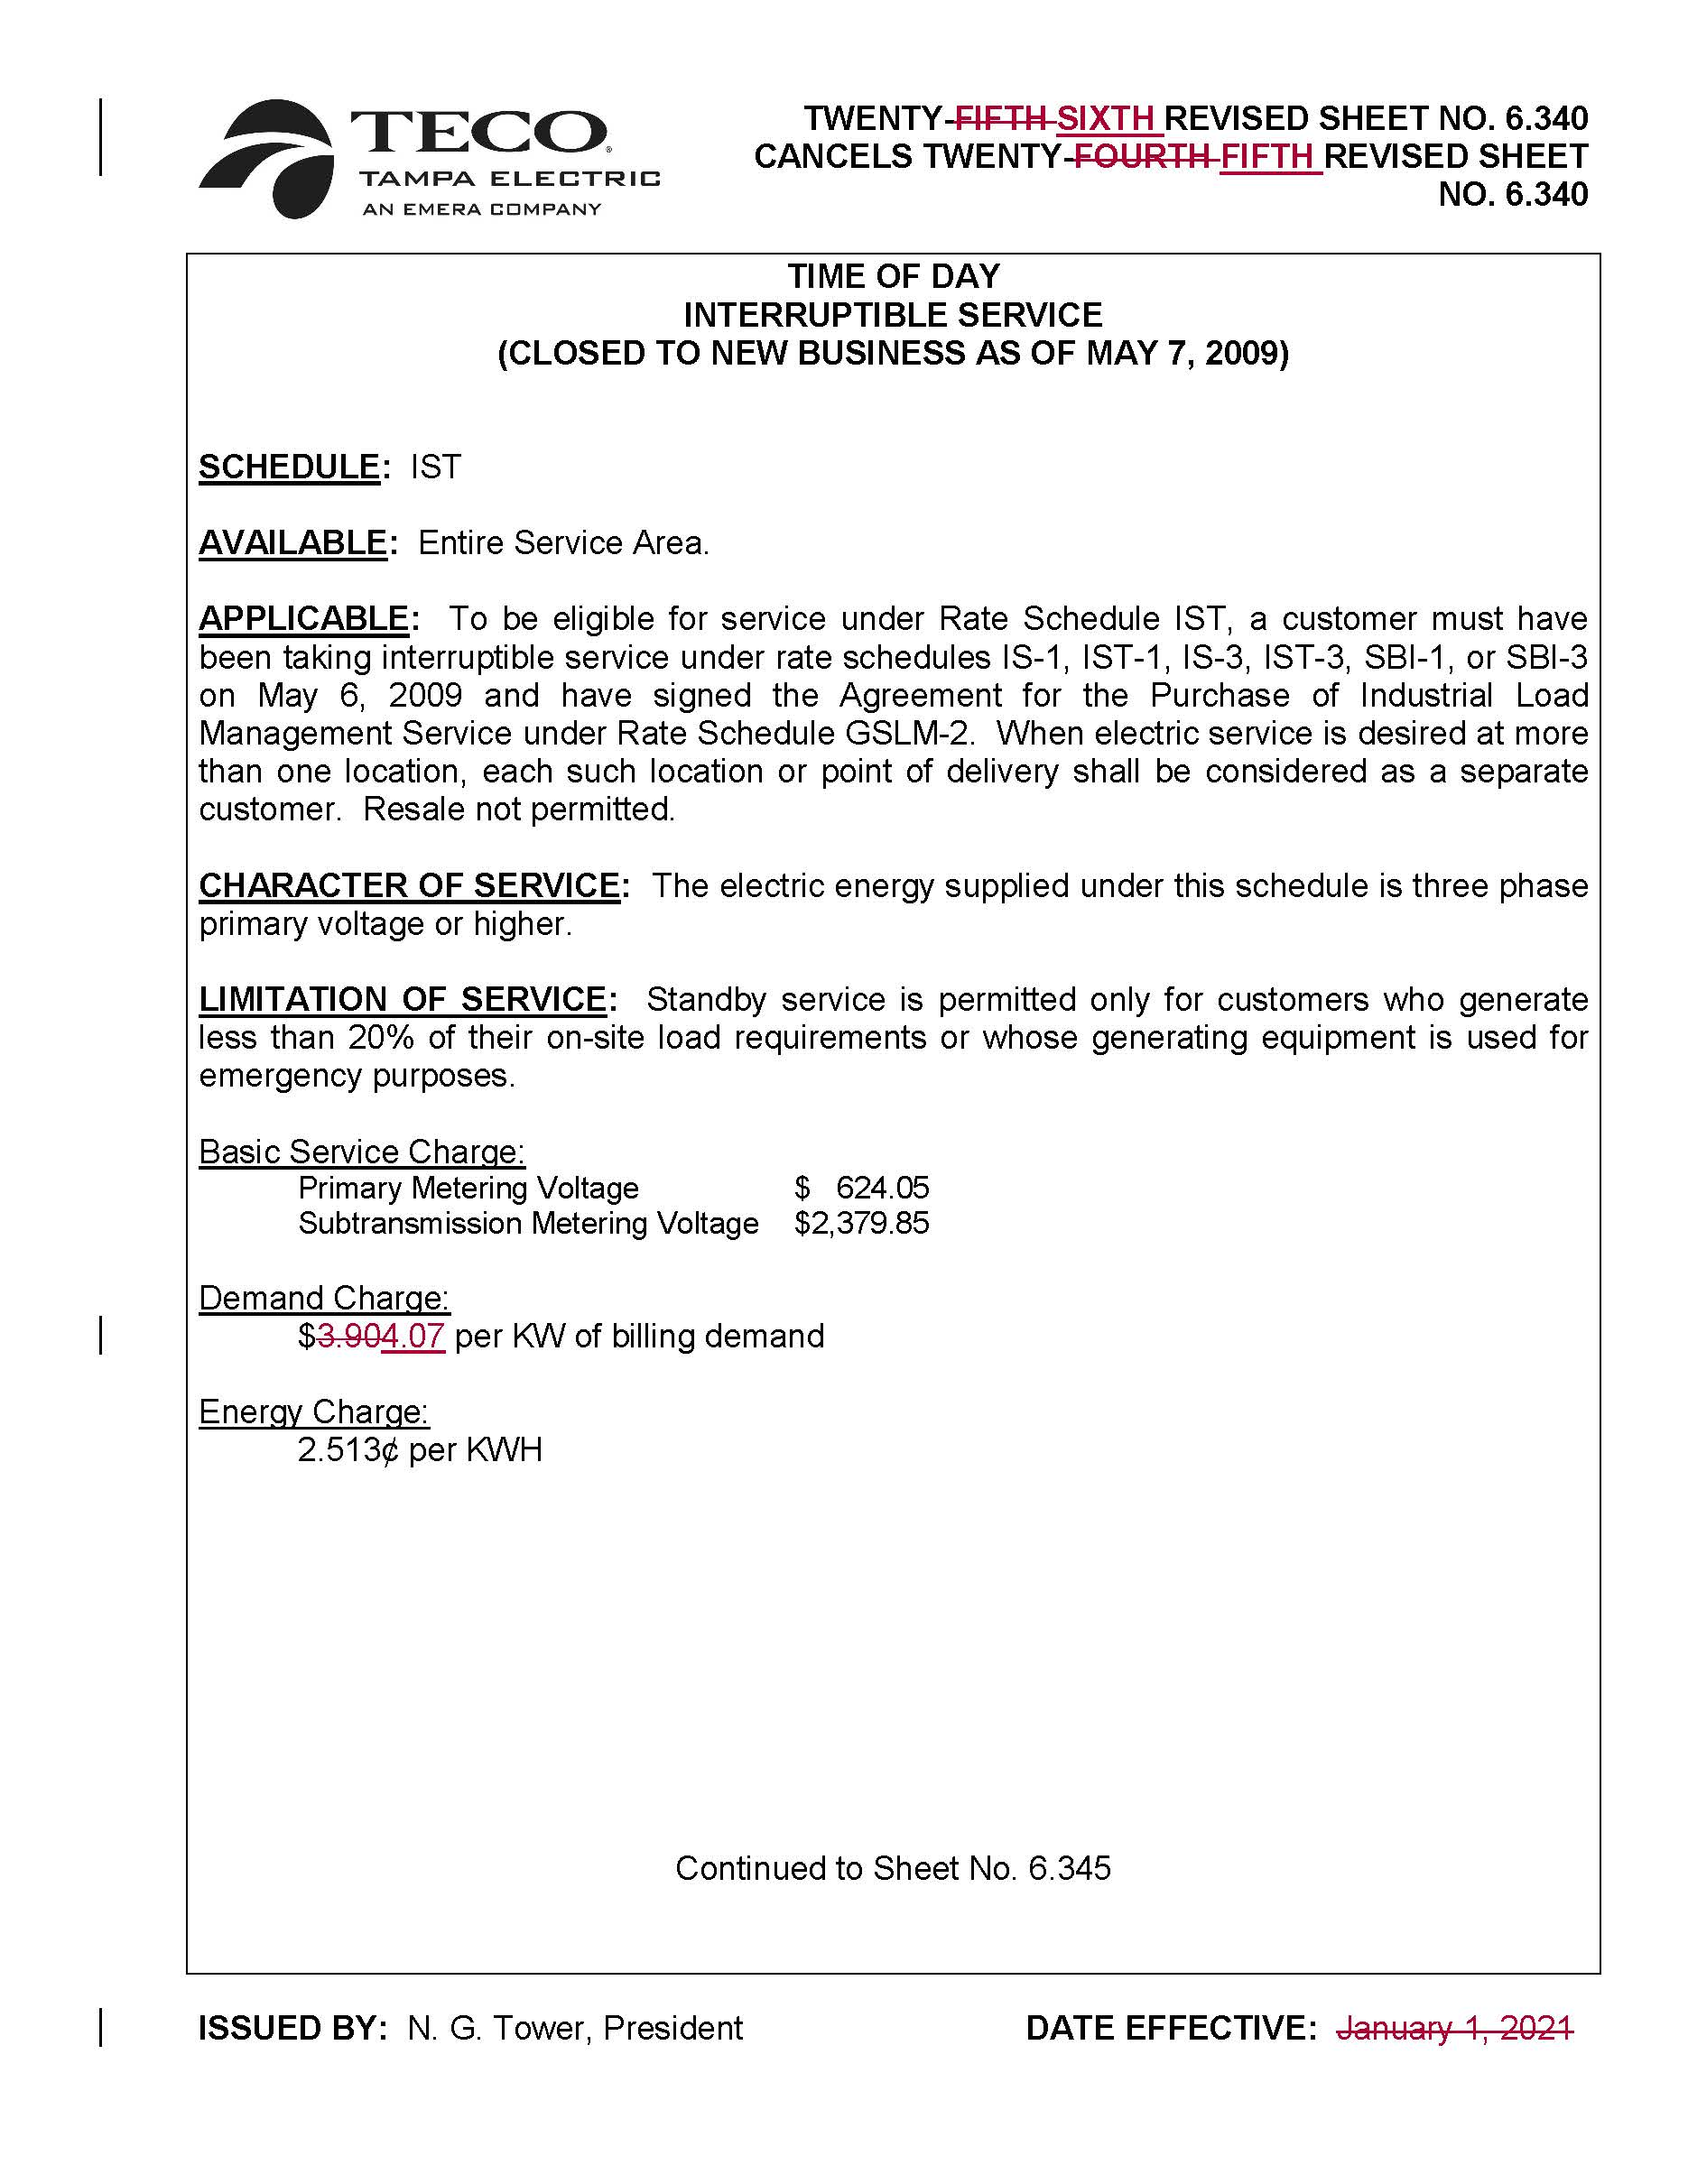 TECO®
TAMPA ELECTRIC
AN EMERA COMPANY
TWENTY-FIFTH SIXTH REVISED SHEET NO. 6.340
CANCELS TWENTY-FOURTH FIFTH REVISED SHEET
NO. 6.340
TIME OF DAY
INTERRUPTIBLE SERVICE
(CLOSED TO NEW BUSINESS AS OF MAY 7, 2009)
SCHEDULE: IST
AVAILABLE: Entire Service Area.
APPLICABLE: To be eligible for service under Rate Schedule IST, a customer must have
been taking interruptible service under rate schedules IS-1, IST-1, IS-3, IST-3, SBI-1, or SBI-3
on May 6, 2009 and have signed the Agreement for the Purchase of Industrial Load
Management Service under Rate Schedule GSLM-2. When electric service is desired at more
than one location, each such location or point of delivery shall be considered as a separate
customer. Resale not permitted.
CHARACTER OF SERVICE: The electric energy supplied under this schedule is three phase
primary voltage or higher.
LIMITATION OF SERVICE: Standby service is permitted only for customers who generate
less than 20% of their on-site load requirements or whose generating equipment is used for
emergency purposes.
Basic Service Charge:
Primary Metering Voltage $ 624.05
Subtransmission Metering Voltage $2,379.85
Demand Charge:
$3.904.07 per KW of billing demand
Energy Charge:
2.513¢ per KWH
Continued to Sheet No. 6.345
ISSUED BY: N. G. Tower, President DATE EFFECTIVE: January 1, 2021